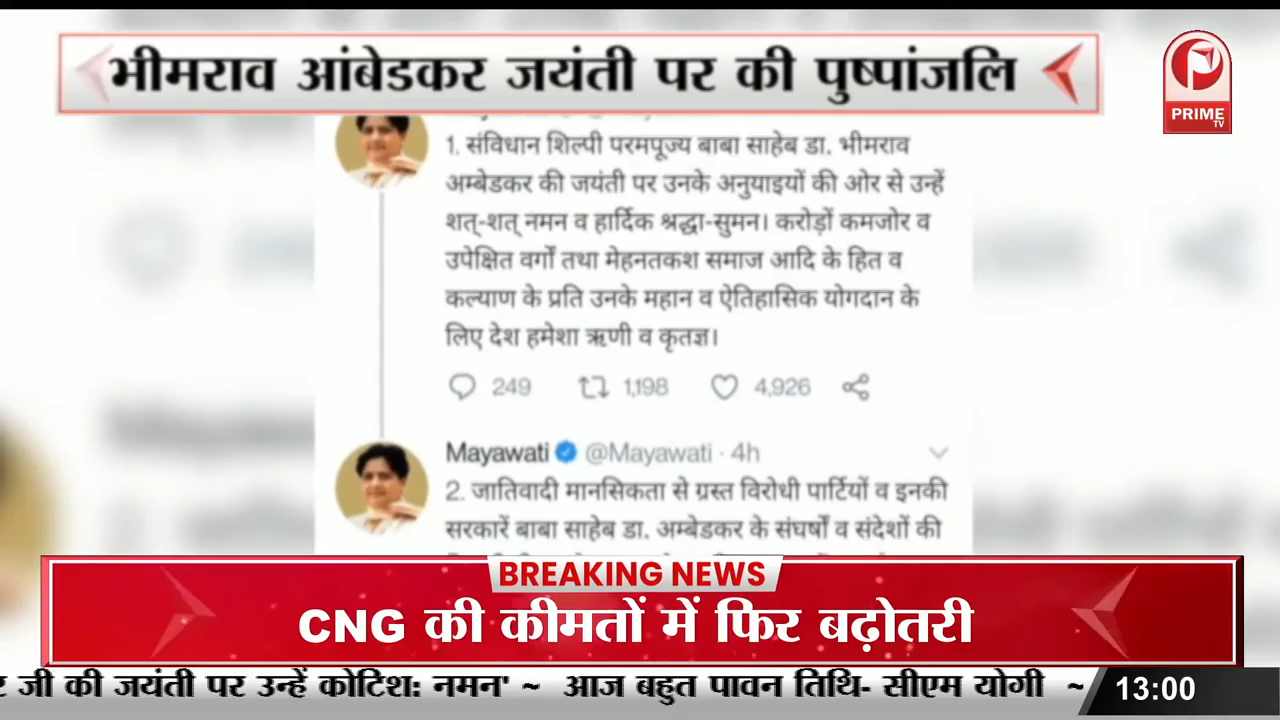 भीमराव आंबेडकर जयंती पर की पुष्पांजलि
PRIME
TV
1. संविधान शिल्पी परमपूज्य बाबा साहेब डा. भीमराव
अम्बेडकर की जयंती पर उनके अनुयाइयों की ओर से उन्हें
शत्-शत् नमन व हार्दिक श्रद्धा-सुमन। करोड़ों कमजोर व
उपेक्षित वर्गों तथा मेहनतकश समाज आदि के हित व
कल्याण के प्रति उनके महान व ऐतिहासिक योगदान के
लिए देश हमेशा ऋणी व कृतज्ञ।
249 1,198 4,926
Mayawati @Mayawati · 4h
2. जातिवादी मानसिकता से ग्रस्त विरोधी पार्टियों व इनकी
सरकारें बाबा साहेब डा. अम्बेडकर के संघर्षों व संदेशों की
BREAKING NEWS
CNG की कीमतों में फिर बढ़ोतरी
जी की जयंती पर उन्हें कोटिश: नमन' ~ आज बहुत पावन तिथि- सीएम योगी ~
13:00